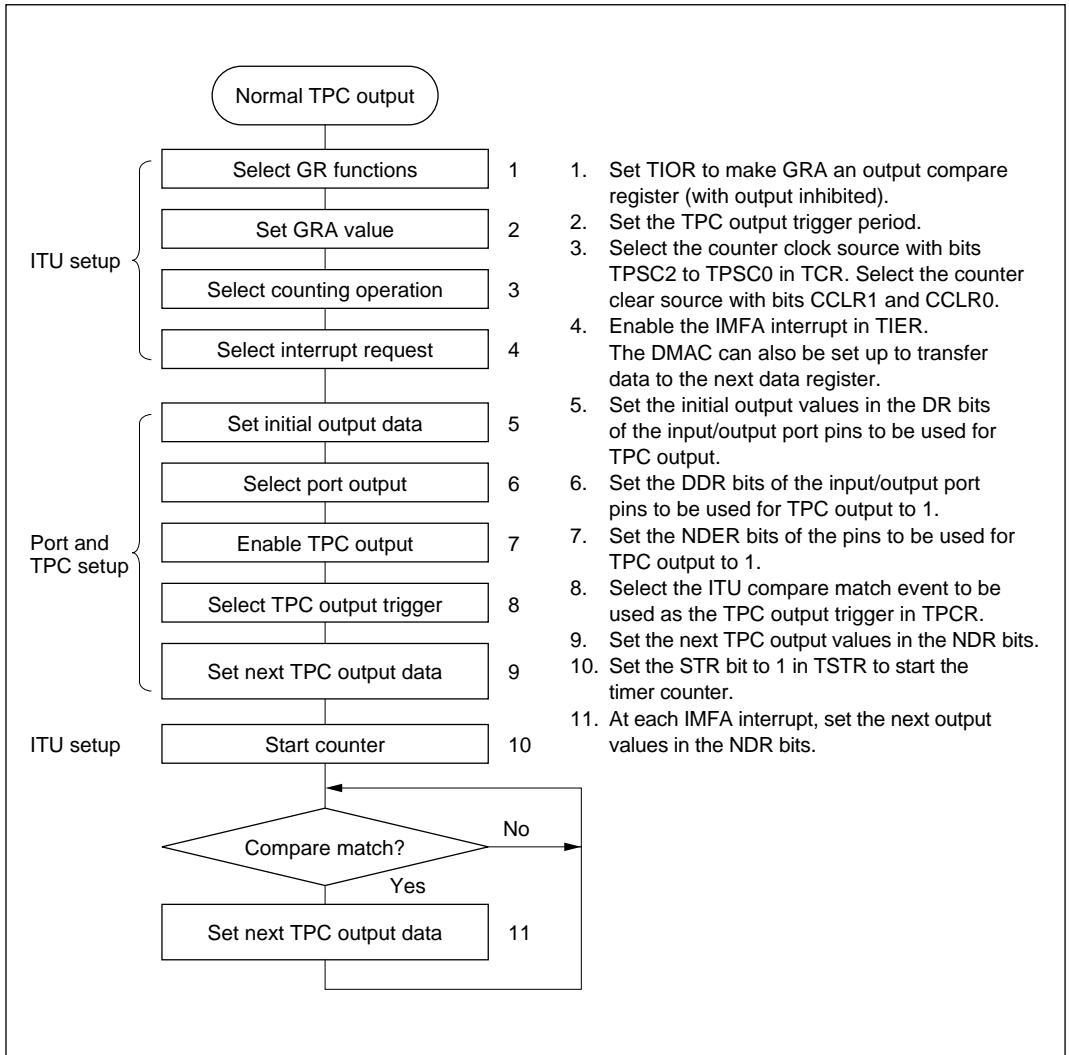 Normal TPC output
Select GR functions 1
Set GRA value 2
ITU setup
Select counting operation 3
Select interrupt request 4
Set initial output data 5
Select port output 6
Port and
TPC setup
Enable TPC output 7
Select TPC output trigger 8
Set next TPC output data 9
ITU setup
Start counter 10
Compare match?
No
Yes
Set next TPC output data 11
1. Set TIOR to make GRA an output compare
register (with output inhibited).
2. Set the TPC output trigger period.
3. Select the counter clock source with bits
TPSC2 to TPSC0 in TCR. Select the counter
clear source with bits CCLR1 and CCLR0.
4. Enable the IMFA interrupt in TIER.
The DMAC can also be set up to transfer
data to the next data register.
5. Set the initial output values in the DR bits
of the input/output port pins to be used for
TPC output.
6. Set the DDR bits of the input/output port
pins to be used for TPC output to 1.
7. Set the NDER bits of the pins to be used for
TPC output to 1.
8. Select the ITU compare match event to be
used as the TPC output trigger in TPCR.
9. Set the next TPC output values in the NDR bits.
10. Set the STR bit to 1 in TSTR to start the
timer counter.
11. At each IMFA interrupt, set the next output
values in the NDR bits.